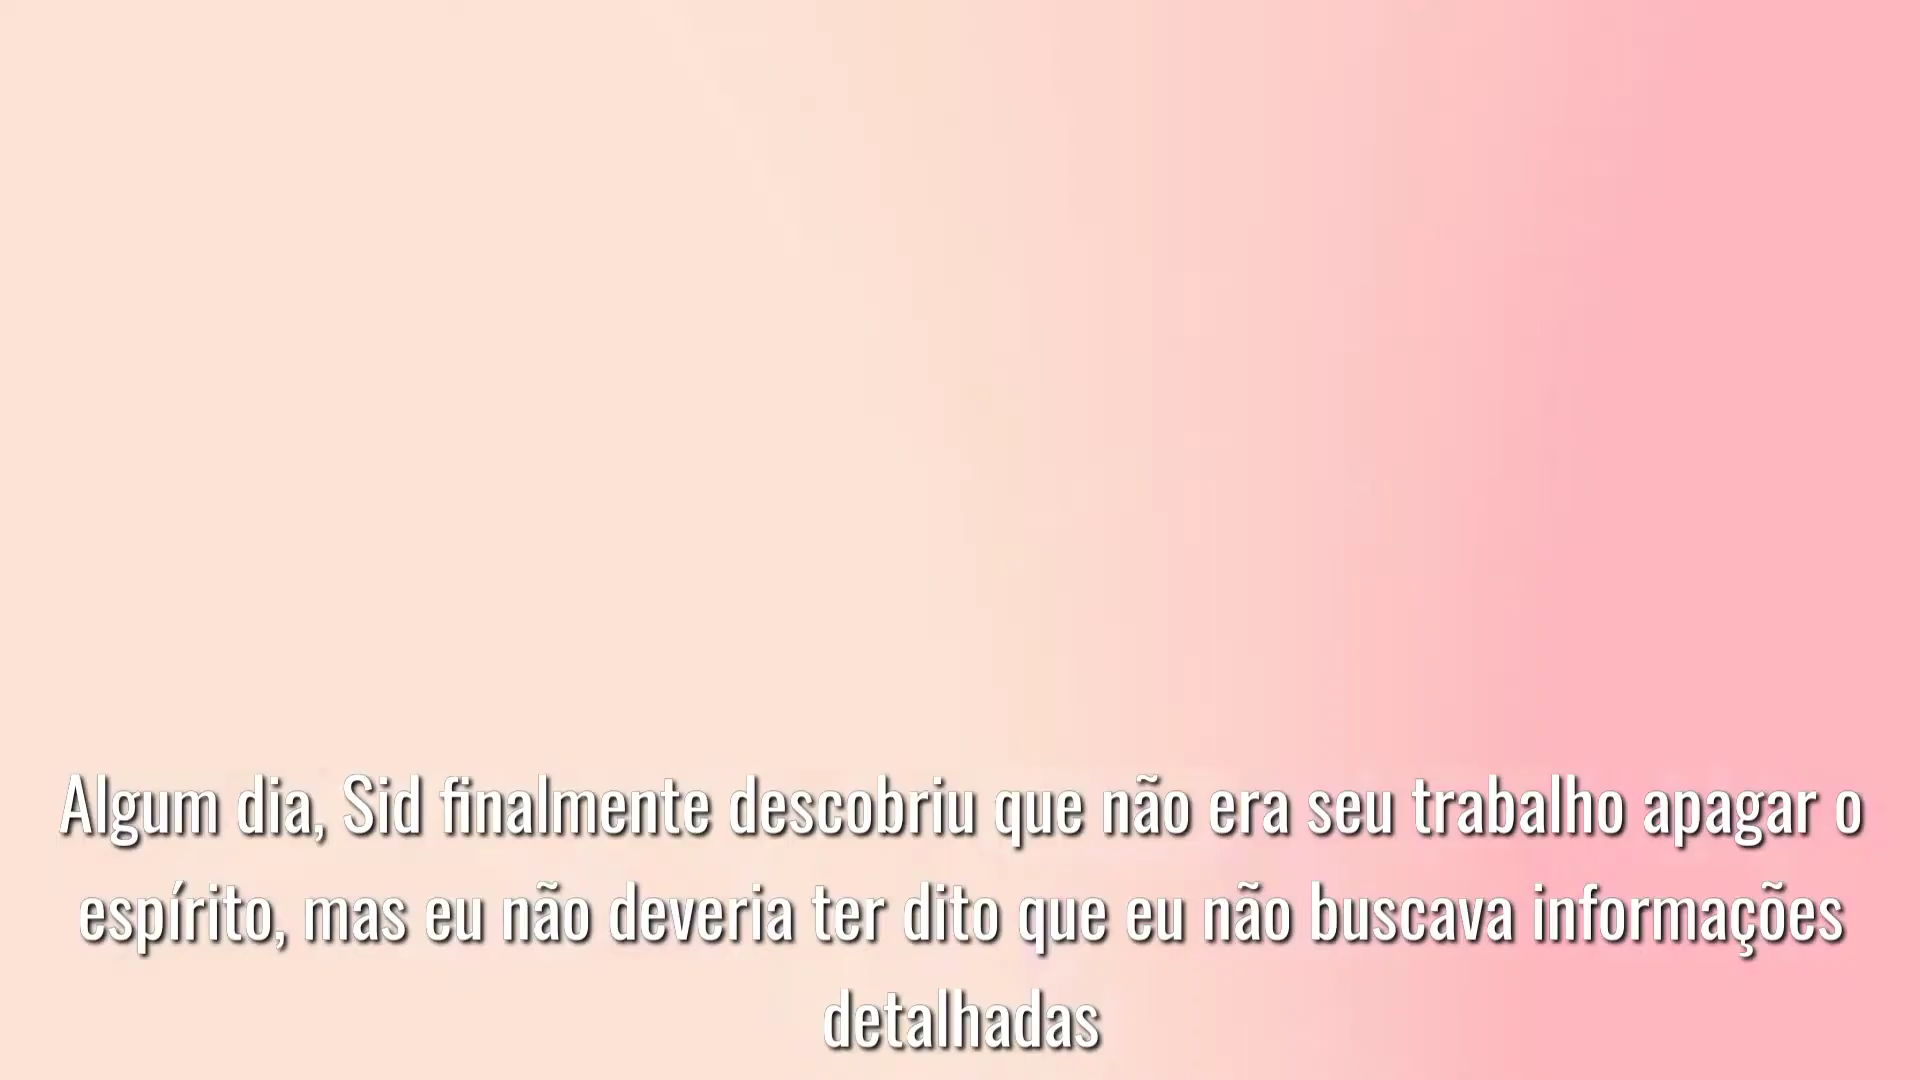 Algum dia, Sid finalmente descobriu que não era seu trabalho apagar o
espírito, mas eu não deveria ter dito que eu não buscava informações
detalhadas